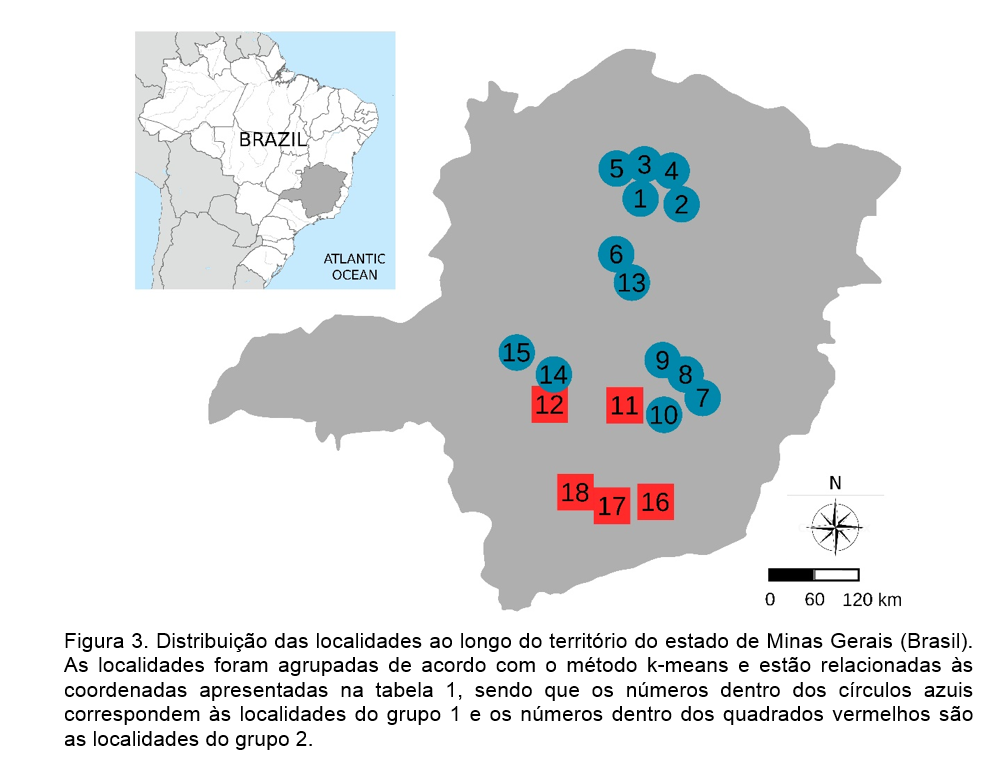 BRAZIL
ATLANTIC
OCEAN
5
3
4
1
2
6
13
15
14
12
11
9
8
7
10
18
17
16
N
0 60 120 km
Figura 3. Distribuição das localidades ao longo do território do estado de Minas Gerais (Brasil).
As localidades foram agrupadas de acordo com o método k-means e estão relacionadas às
coordenadas apresentadas na tabela 1, sendo que os números dentro dos círculos azuis
correspondem às localidades do grupo 1 e os números dentro dos quadrados vermelhos são
as localidades do grupo 2.